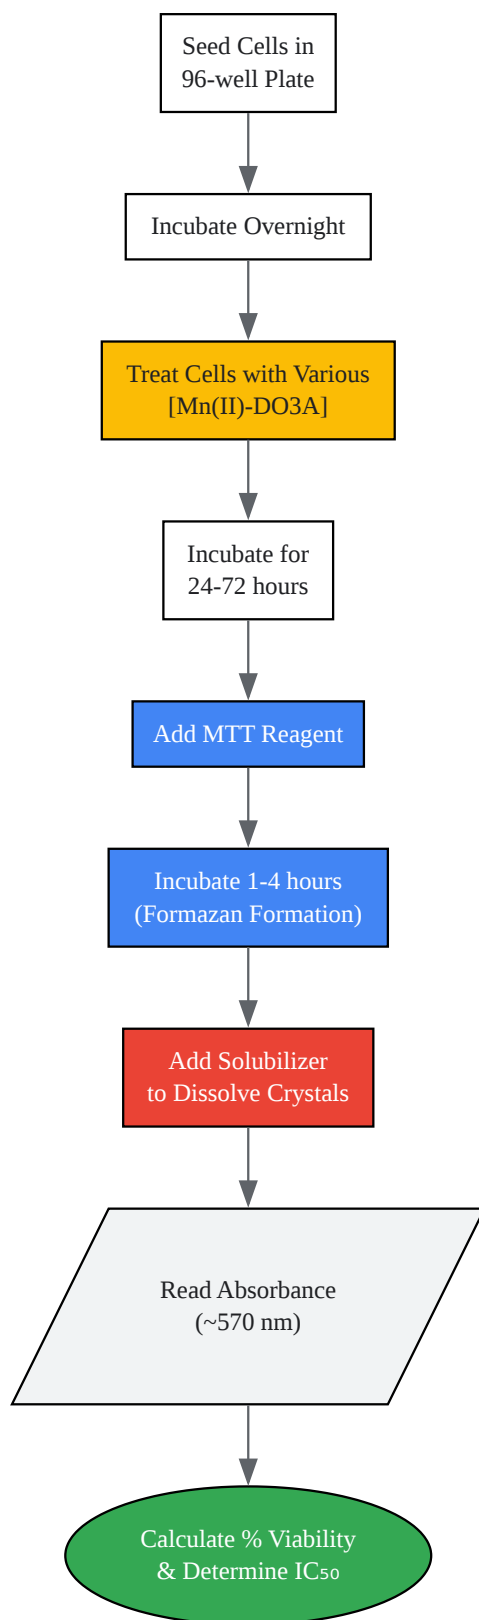 Seed Cells in
96-well Plate
Incubate Overnight
Treat Cells with Various
[Mn(II)-DO3A]
Incubate for
24-72 hours
Add MTT Reagent
Incubate 1-4 hours
(Formazan Formation)
Add Solubilizer
to Dissolve Crystals
Read Absorbance
(~570 nm)
Calculate % Viability
& Determine IC₅₀